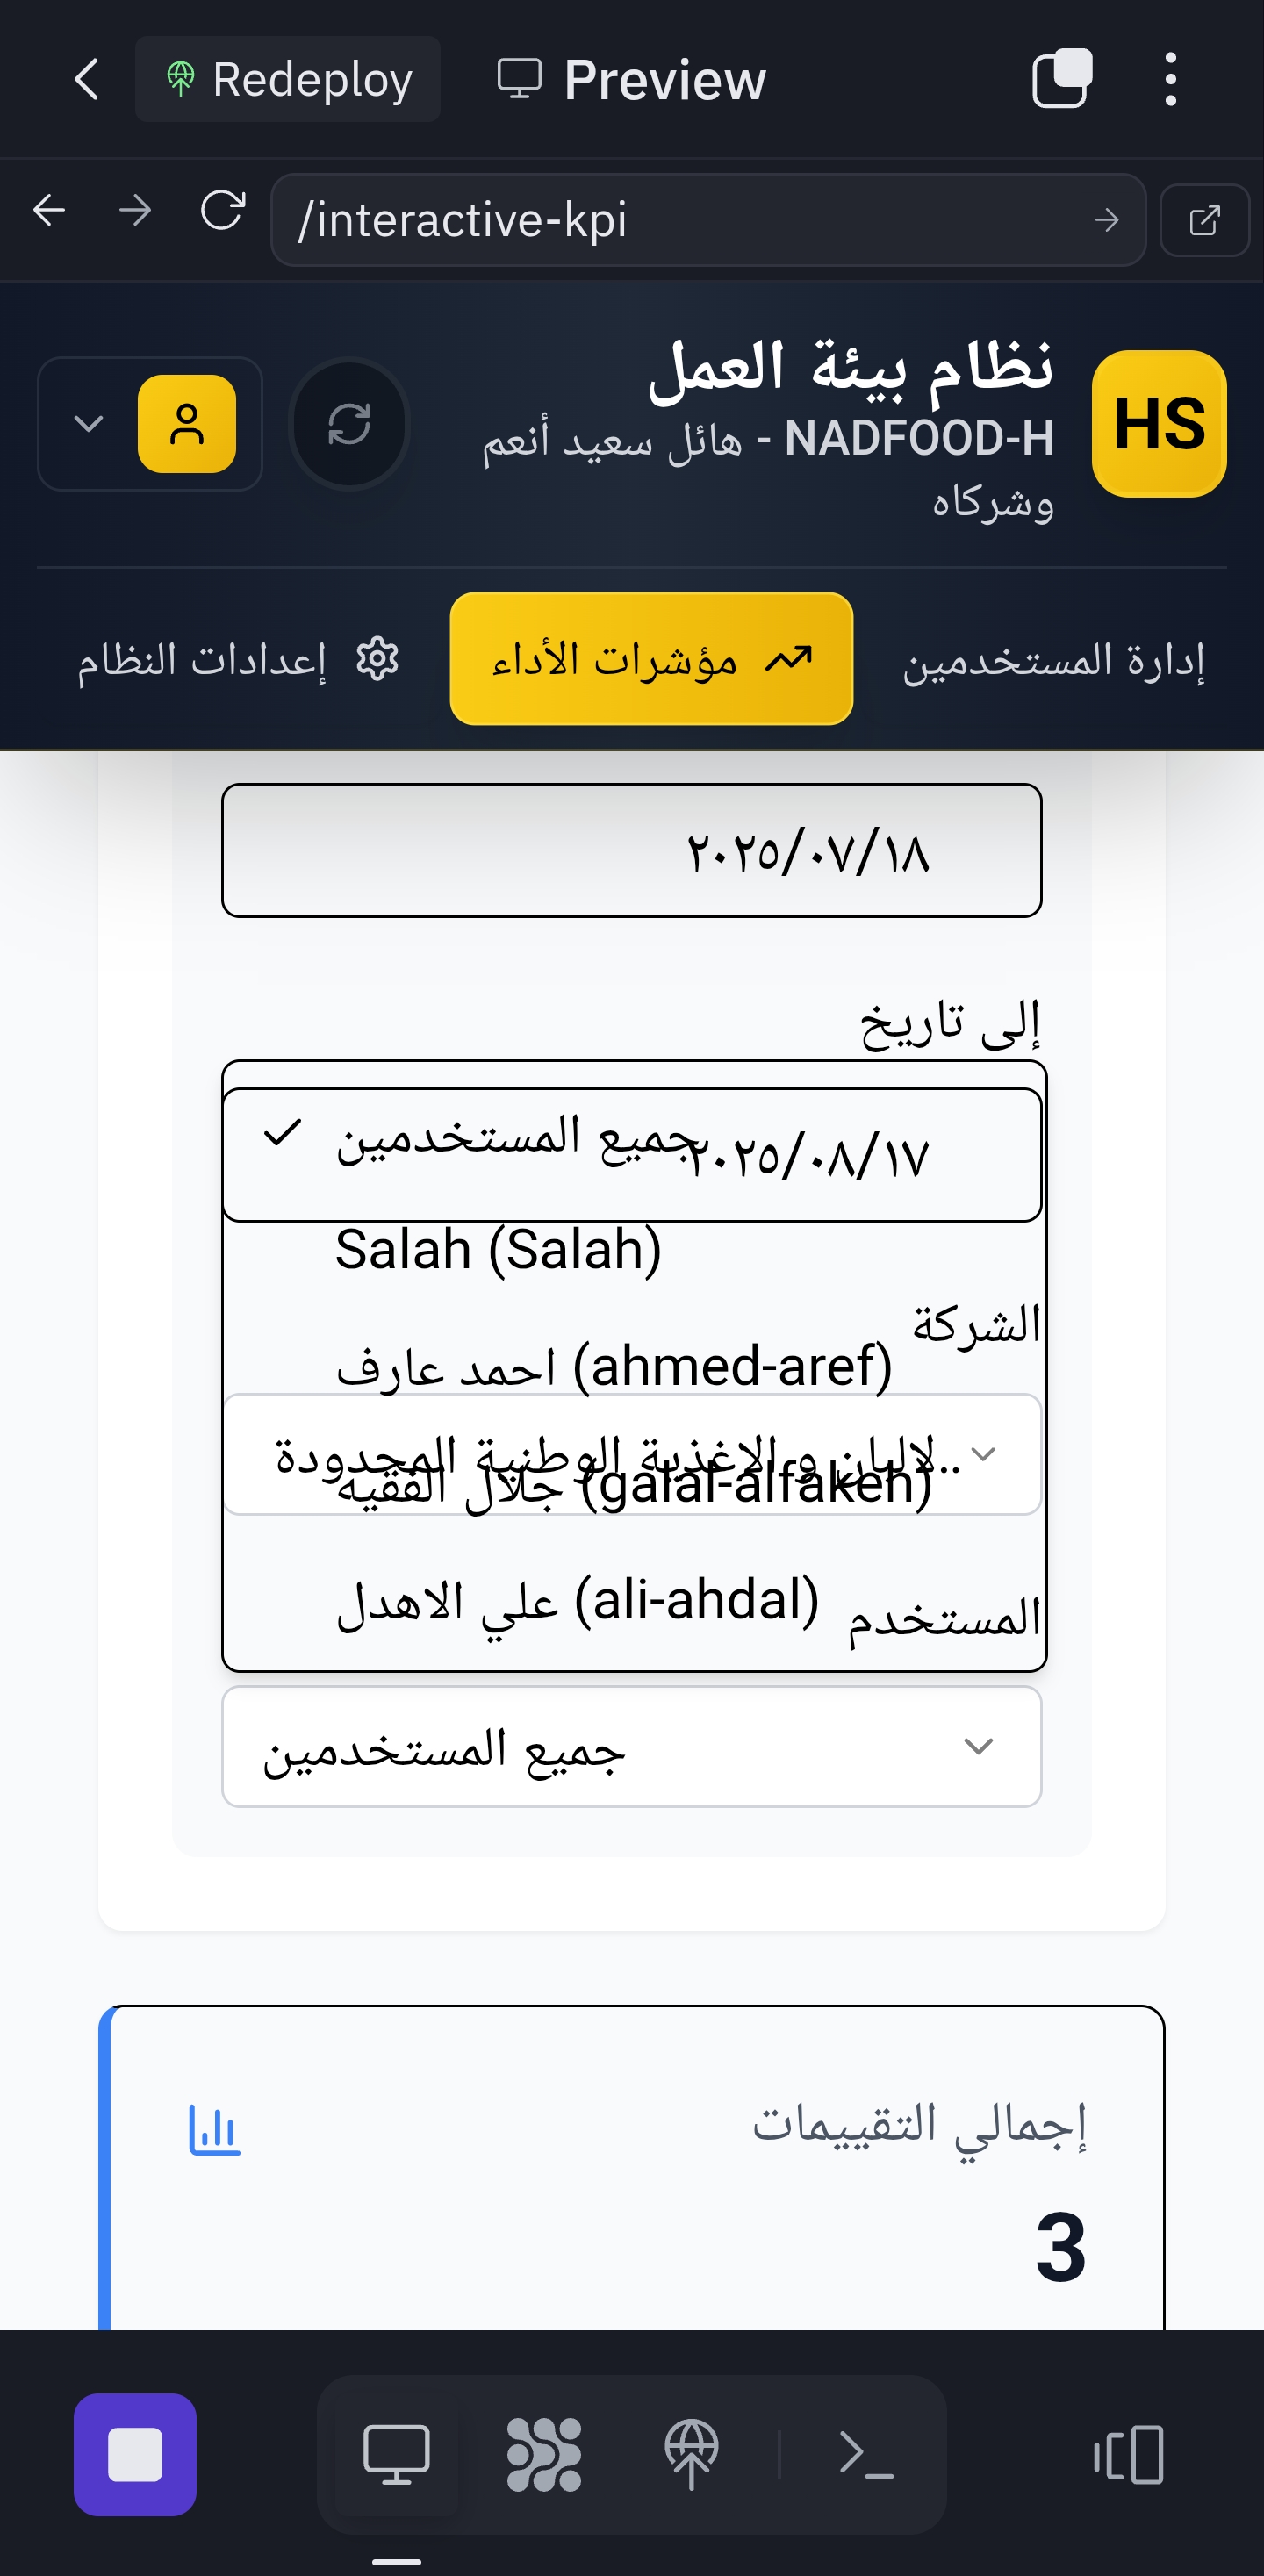 Redeploy
Preview
/interactive-kpi
HS
نظام بيئة العمل
NADFOOD-H - هائل سعيد أنعم
وشركاه
إدارة المستخدمين
مؤشرات الأداء
إعدادات النظام
٢٠٢٥/٠٧/١٨
إلى تاريخ
جميع المستخدمين
٢٠٢٥/٠٨/١٧
Salah (Salah)
الشركة
احمد عارف (ahmed-aref)
لالبان و الاغذية الوطنية المحدودة..
جلال الفقيه (galal-alfakeh)
علي الاهدل (ali-ahdal)
المستخدم
جميع المستخدمين
إجمالي التقييمات
3